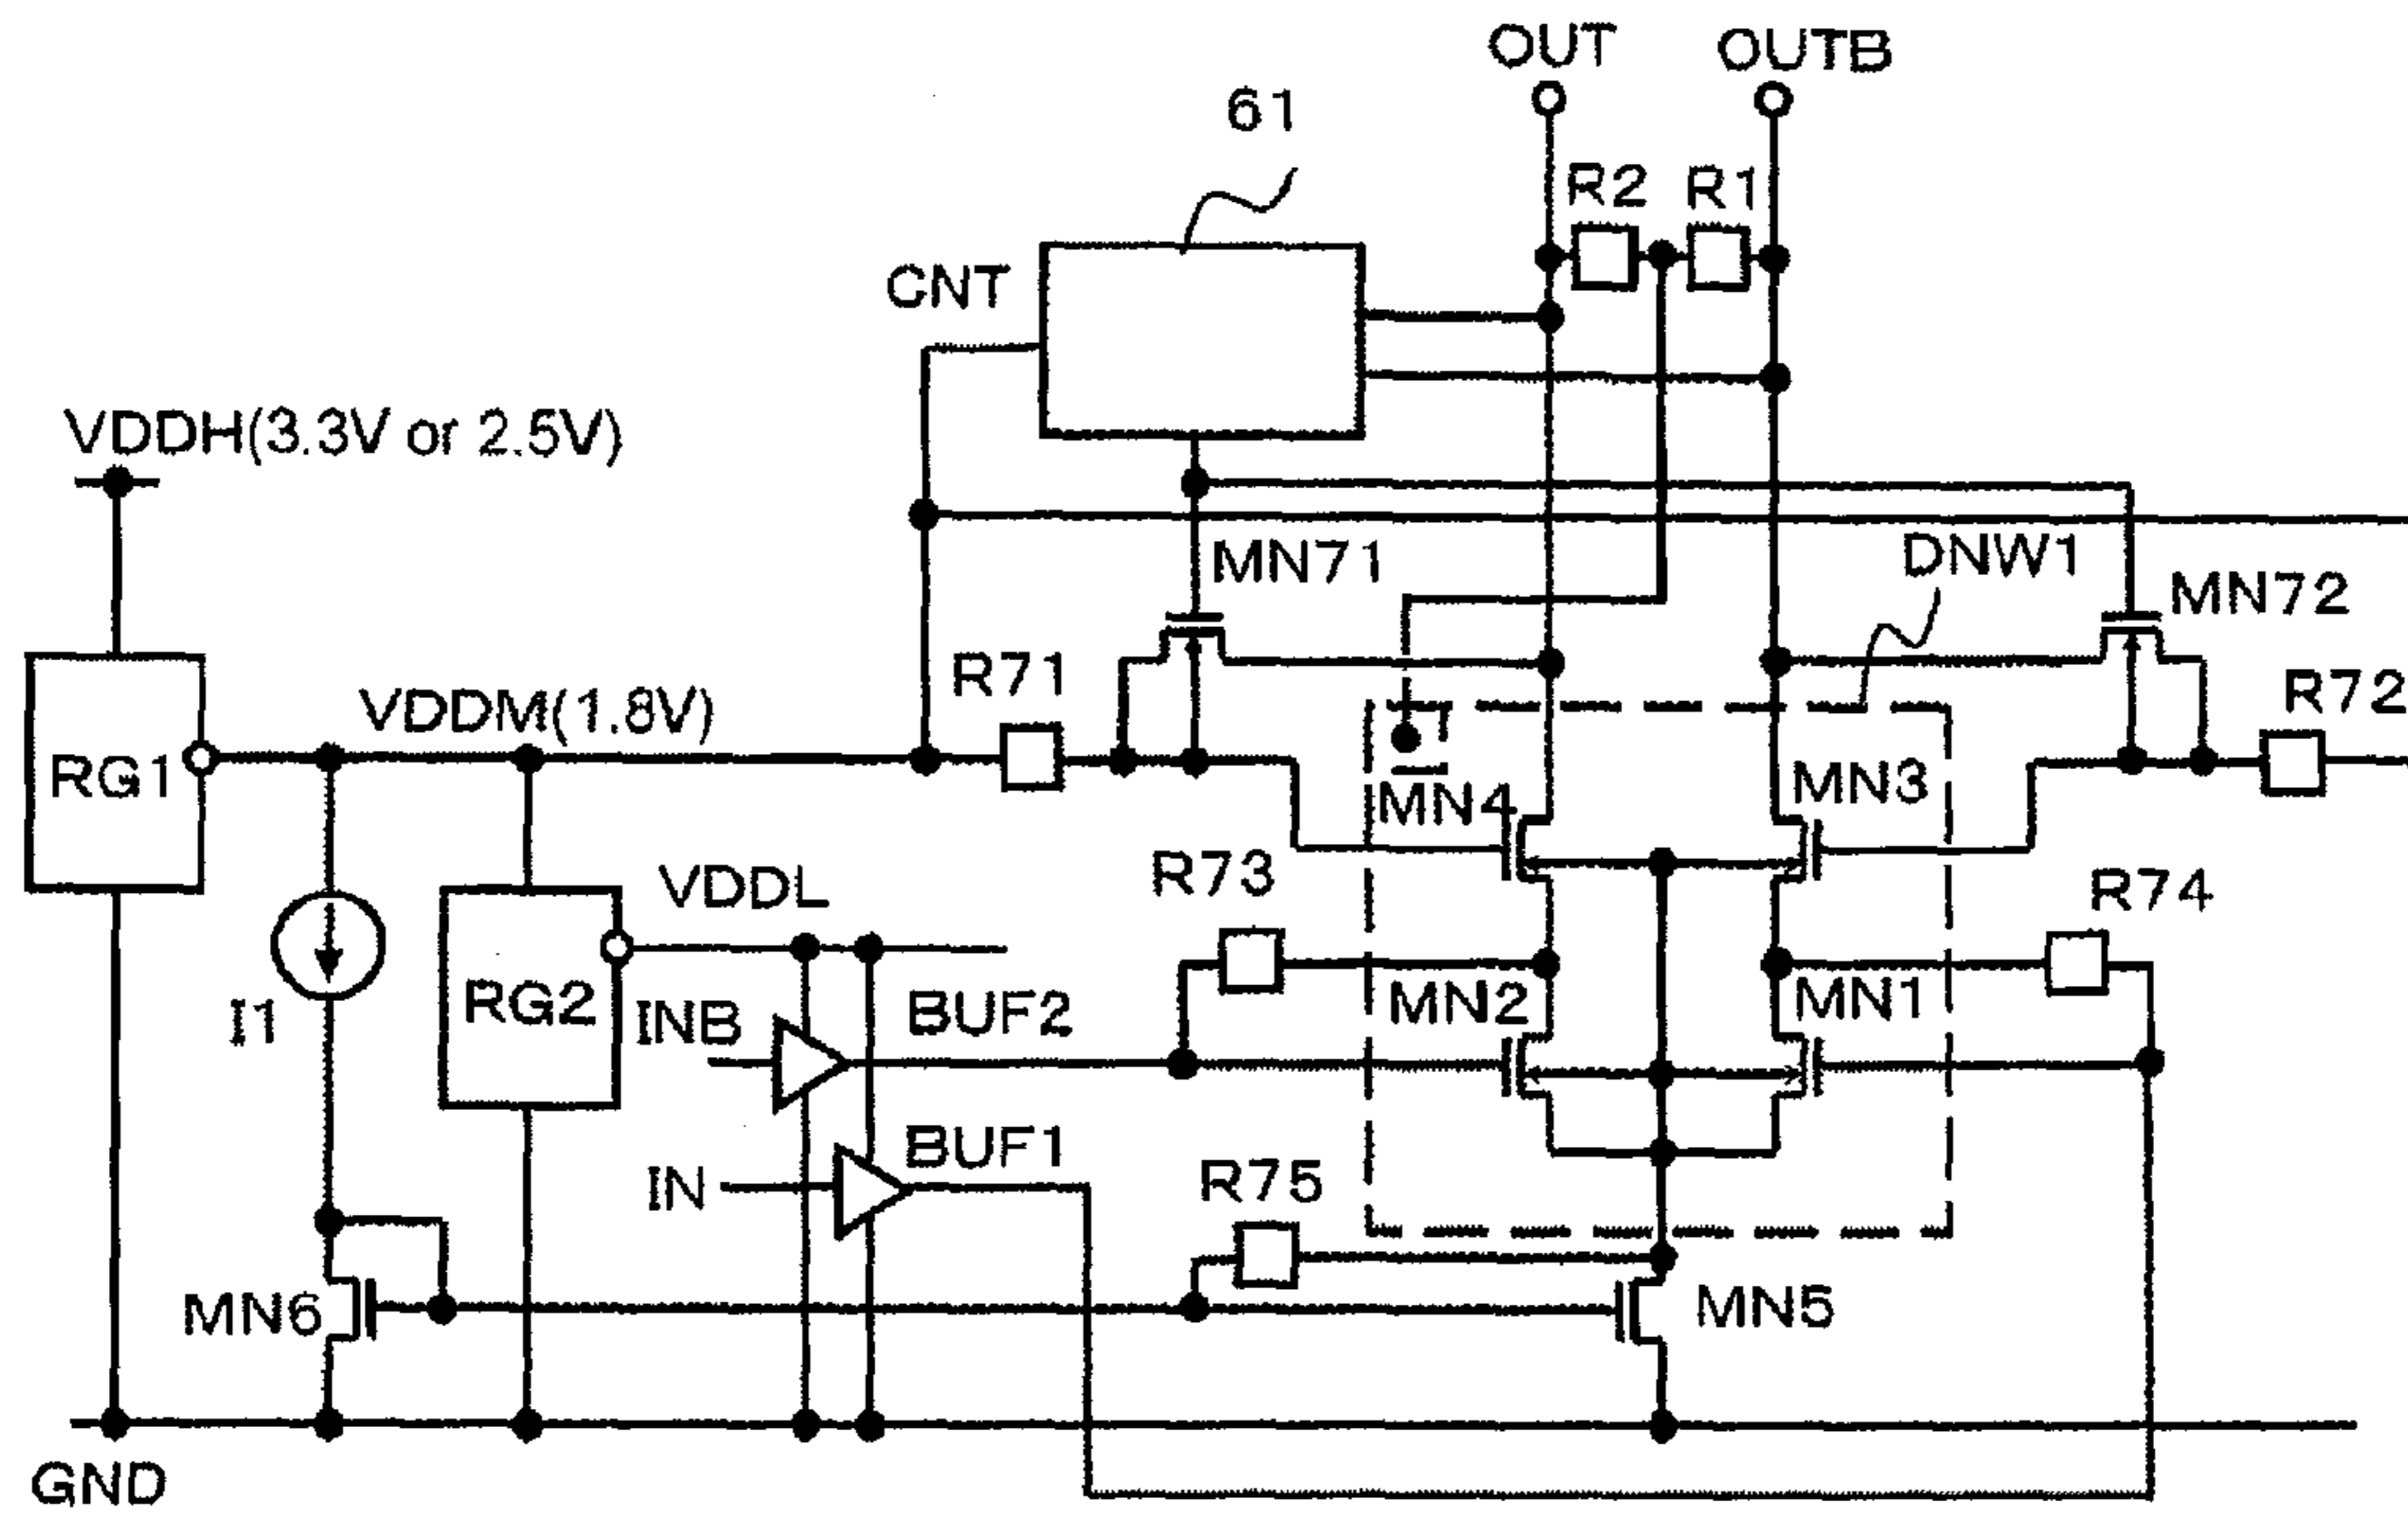 OUT
OUTB
61
R2
R1
CNT
VDDH(3.3V or 2.5V)
MN71
DNW1
MN72
R71
R72
VDDM(1.8V)
RG1
MN4
MN3
R73
VDDL
R74
RG2
I1
INB
BUF2
MN2
MN1
BUF1
IN
R75
MN6
MN5
GND